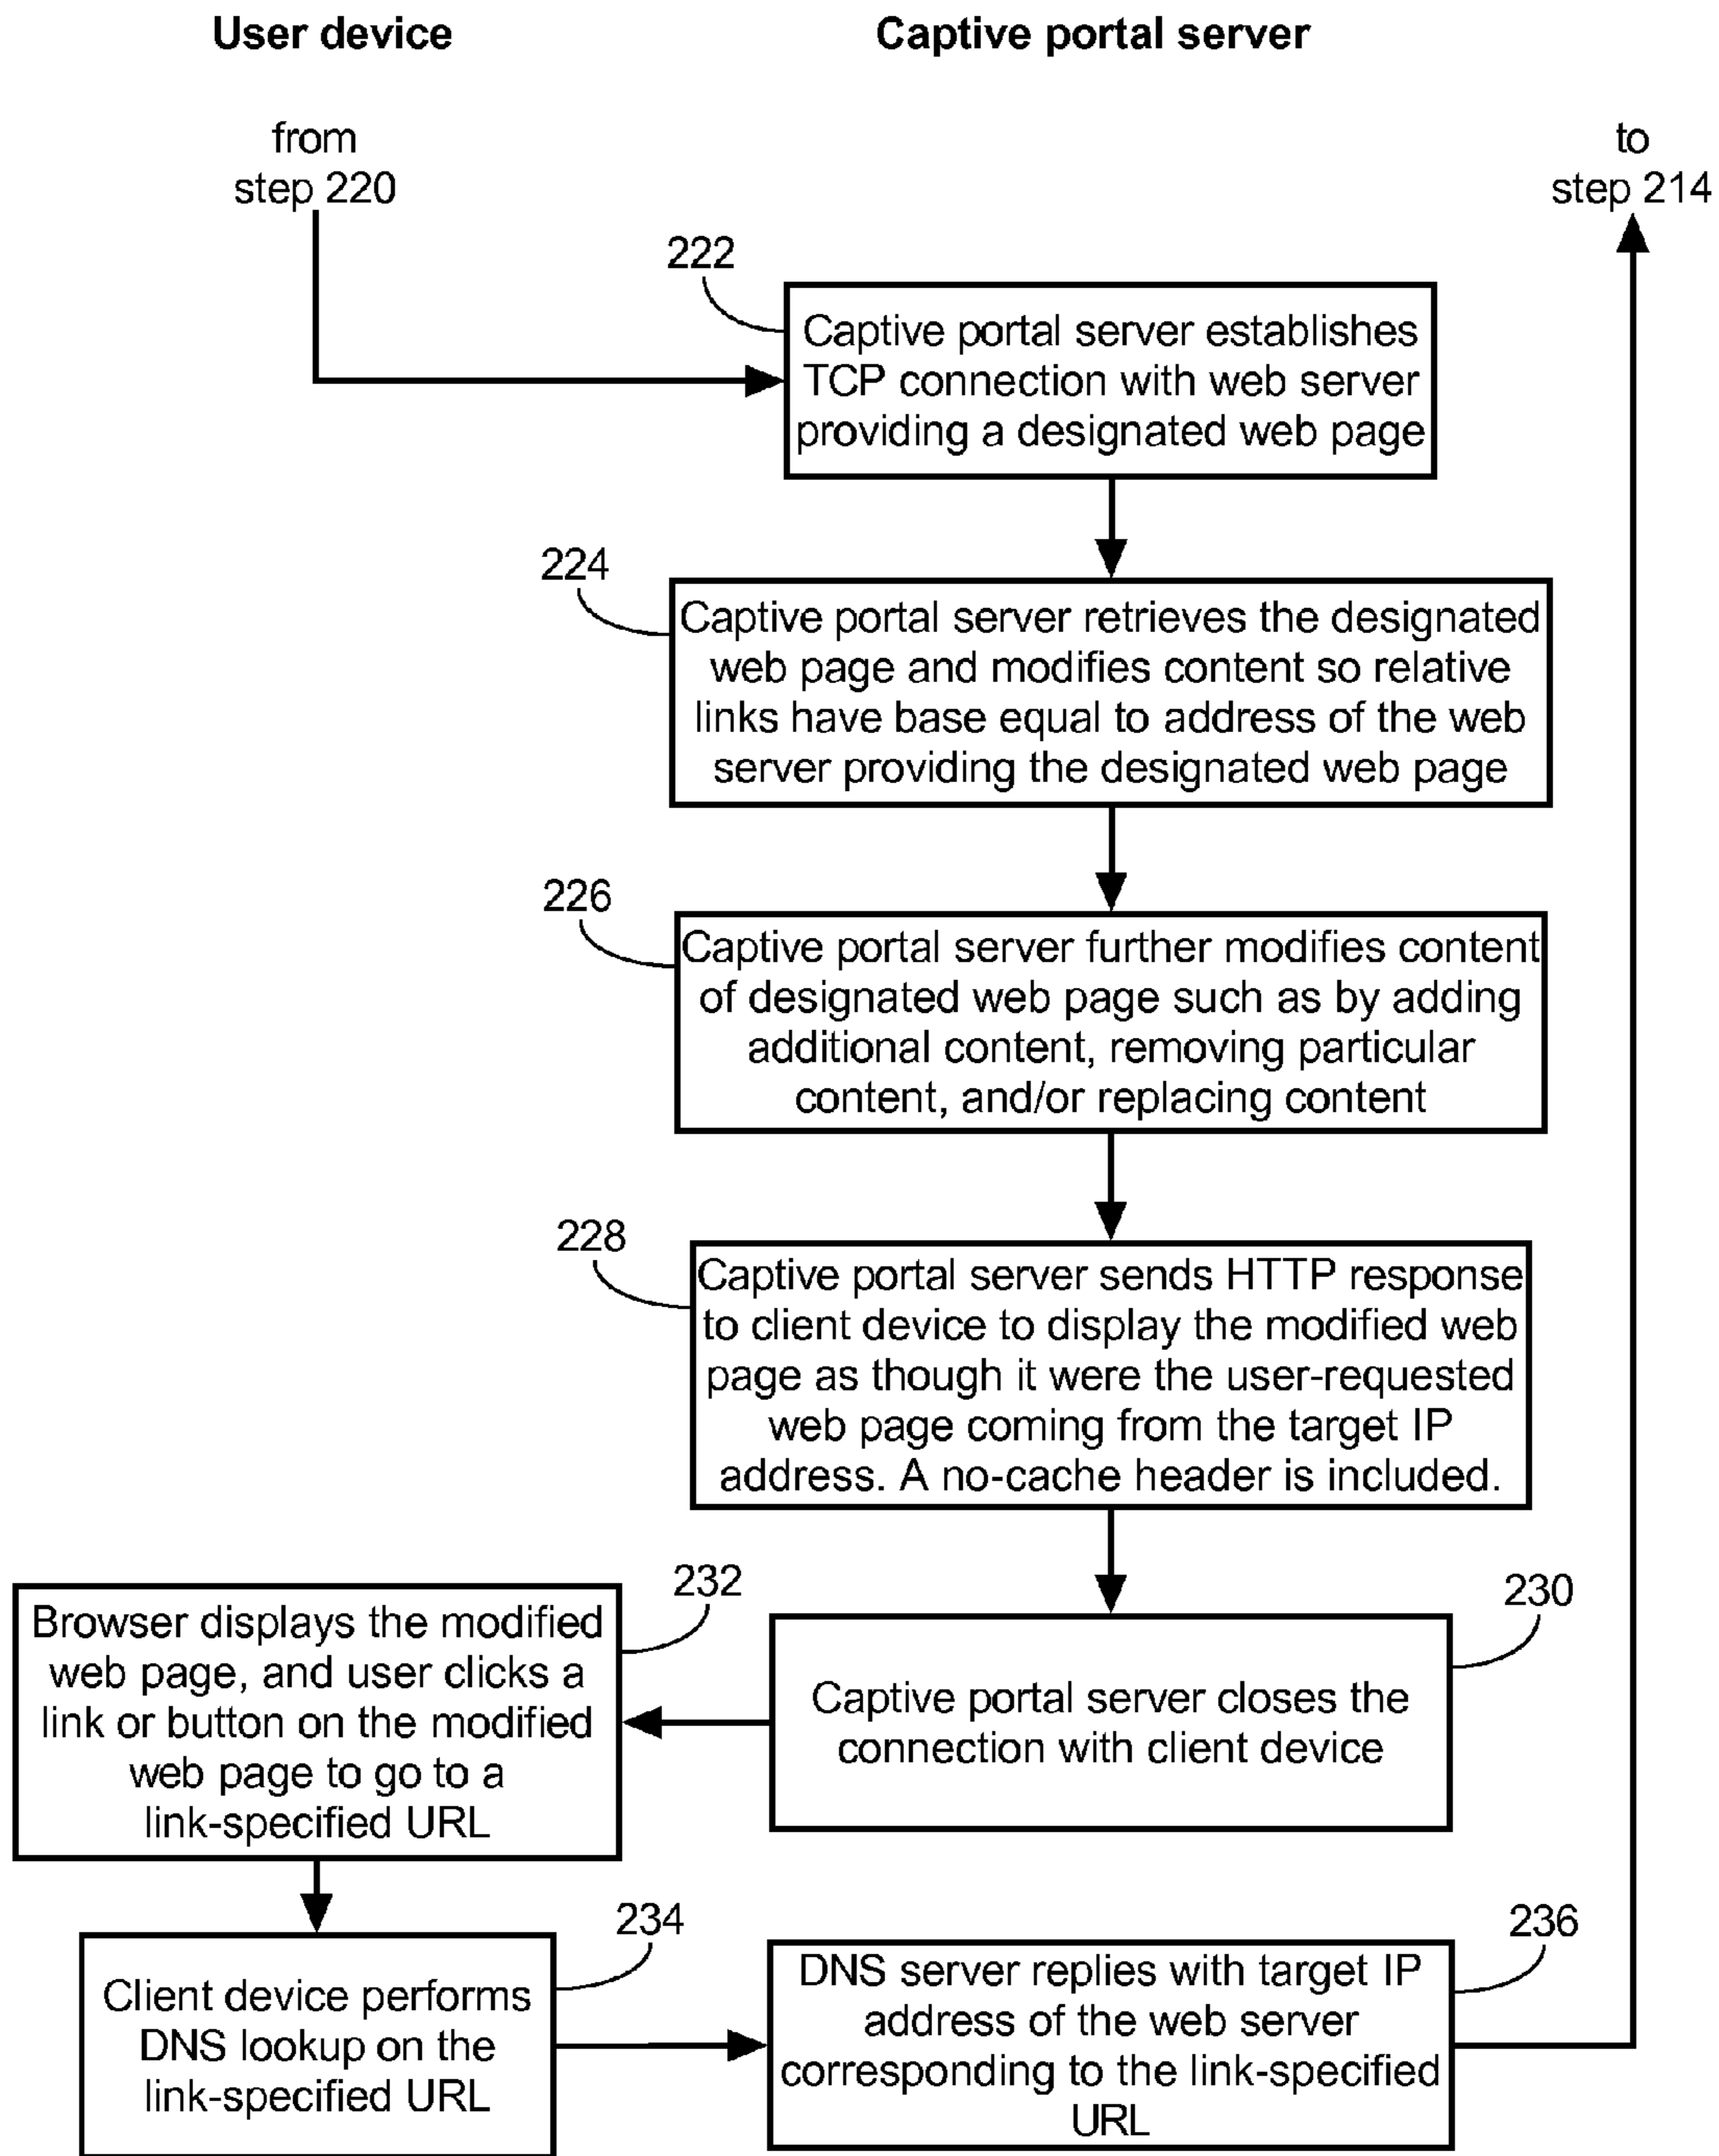 User device
Captive portal server
from
step 220
to
step 214
222
Captive portal server establishes
TCP connection with web server
providing a designated web page
224
Captive portal server retrieves the designated
web page and modifies content so relative
links have base equal to address of the web
server providing the designated web page
226
Captive portal server further modifies content
of designated web page such as by adding
additional content, removing particular
content, and/or replacing content
228
Captive portal server sends HTTP response
to client device to display the modified web
page as though it were the user-requested
web page coming from the target IP
address. A no-cache header is included.
232
Browser displays the modified
web page, and user clicks a
link or button on the modified
web page to go to a
link-specified URL
230
Captive portal server closes the
connection with client device
234
Client device performs
DNS lookup on the
link-specified URL
236
DNS server replies with target IP
address of the web server
corresponding to the link-specified
URL